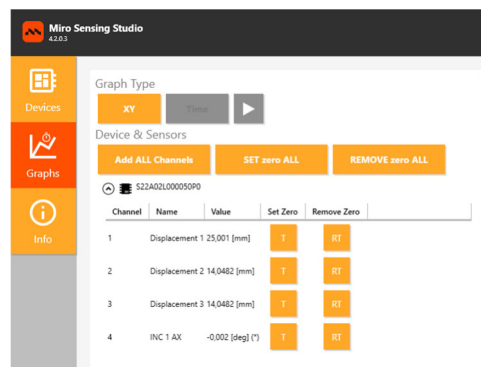 Miro Sensing Studio
4.2.0.3
Devices
Graphs
Info
Graph Type
XY Time
Device & Sensors
Add ALL Channels SET zero ALL REMOVE zero ALL
S22A02L000050P0
Channel Name Value Set Zero Remove Zero
1 Displacement 1 25,001 [mm] T RT
2 Displacement 2 14,0482 [mm] T RT
3 Displacement 3 14,0482 [mm] T RT
4 INC 1 AX -0,002 [deg] (*) T RT